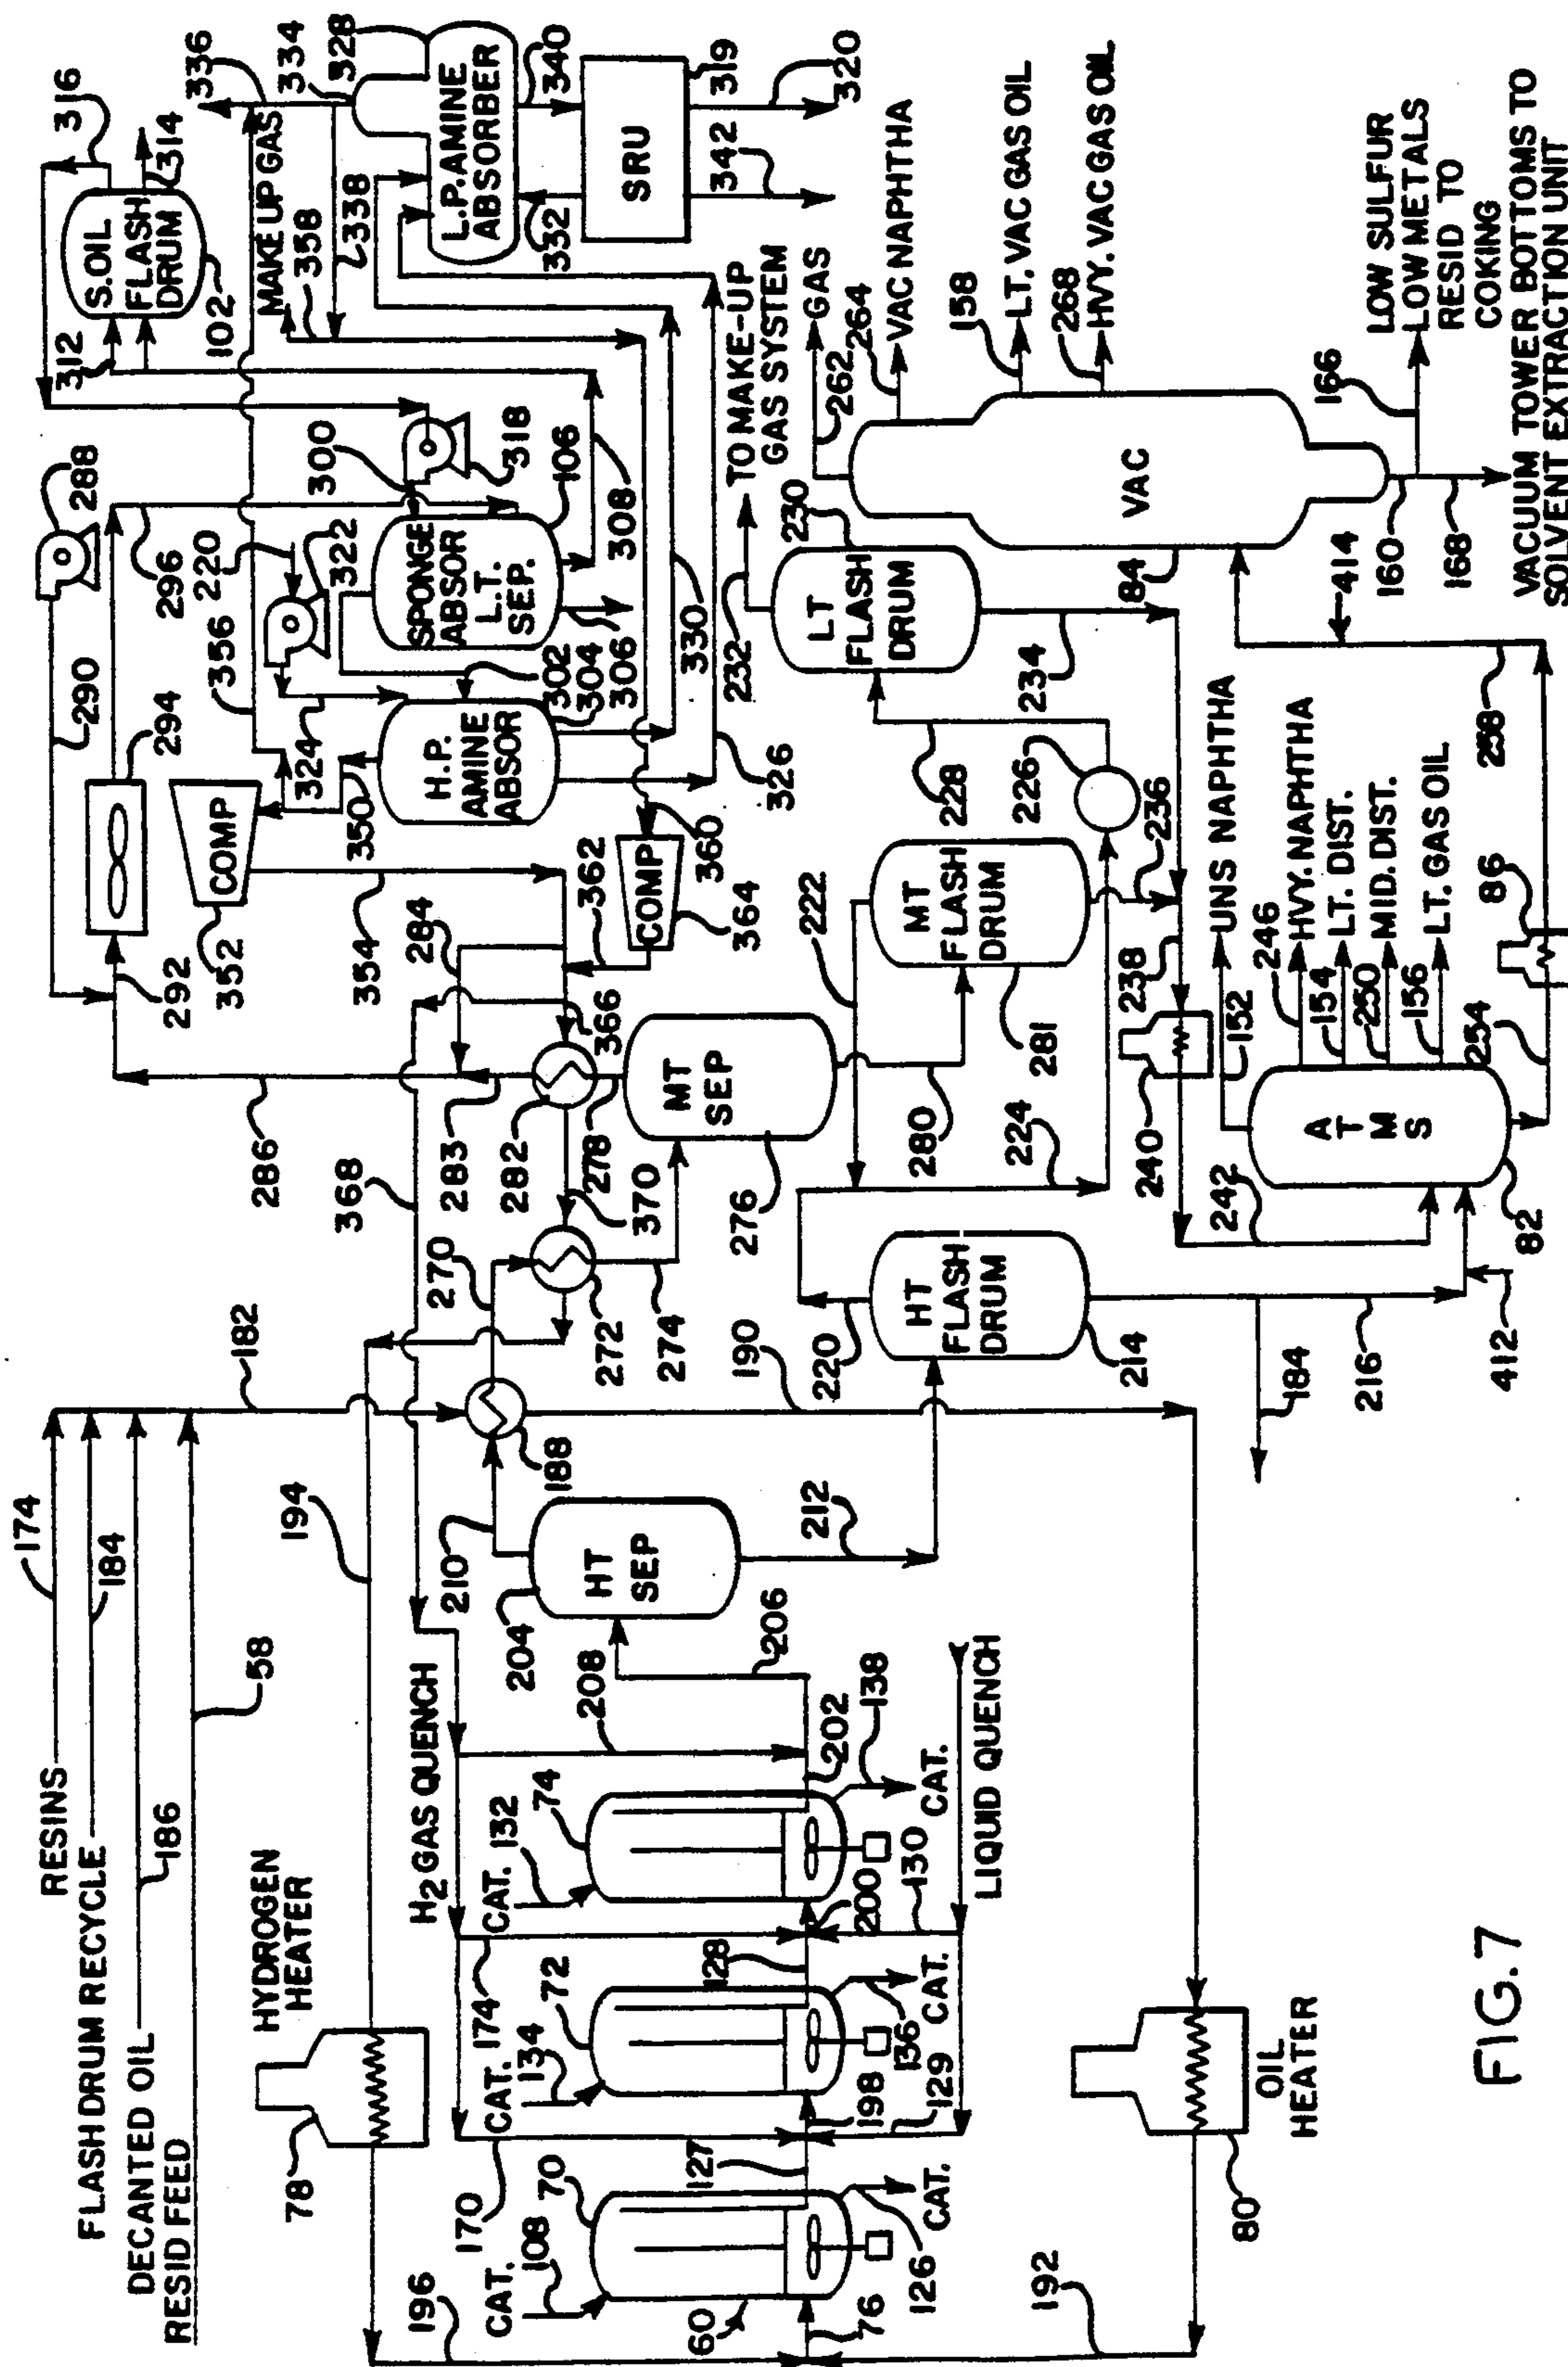 RESINS
174
FLASH DRUM RECYCLE
184
DECANTED OIL
186
RESID FEED
58
182
HYDROGEN
HEATER
78
194
196
H2 GAS QUENCH
368
CAT.
108
70
60
76
126
CAT.
127
170
CAT.
134
72
174
198
129
136
CAT.
128
CAT.
132
74
200
130
138
CAT.
202
LIQUID QUENCH
208
206
HT
SEP
204
210
212
188
190
192
OIL
HEATER
80
270
272
274
370
HT
FLASH
DRUM
214
220
184
216
412
MT
SEP
276
278
280
282
283
284
286
366
MT
FLASH
DRUM
281
222
224
226
228
236
238
240
242
LT
FLASH
DRUM
230
232
234
TO MAKE-UP
GAS SYSTEM
ATMS
82
152
UNS NAPHTHA
246
HVY. NAPHTHA
154
LT. DIST.
250
MID. DIST.
156
LT. GAS OIL
254
86
258
414
VAC
84
262
GAS
264
VAC NAPHTHA
158
LT. VAC GAS OIL
268
HVY. VAC GAS OIL
160
166
LOW SULFUR
LOW METALS
RESID TO
COKING
168
VACUUM TOWER BOTTOMS TO
SOLVENT EXTRACTION UNIT
288
290
292
294
296
COMP
352
354
356
350
H.P.
AMINE
ABSOR
324
220
322
302
304
306
326
330
SPONGE
ABSOR
L.T.
SEP.
106
300
308
318
COMP
360
362
364
S. OIL
FLASH
DRUM
102
312
314
316
MAKE UP GAS
358
338
336
334
328
L.P. AMINE
ABSORBER
332
340
SRU
319
342
320
FIG. 7